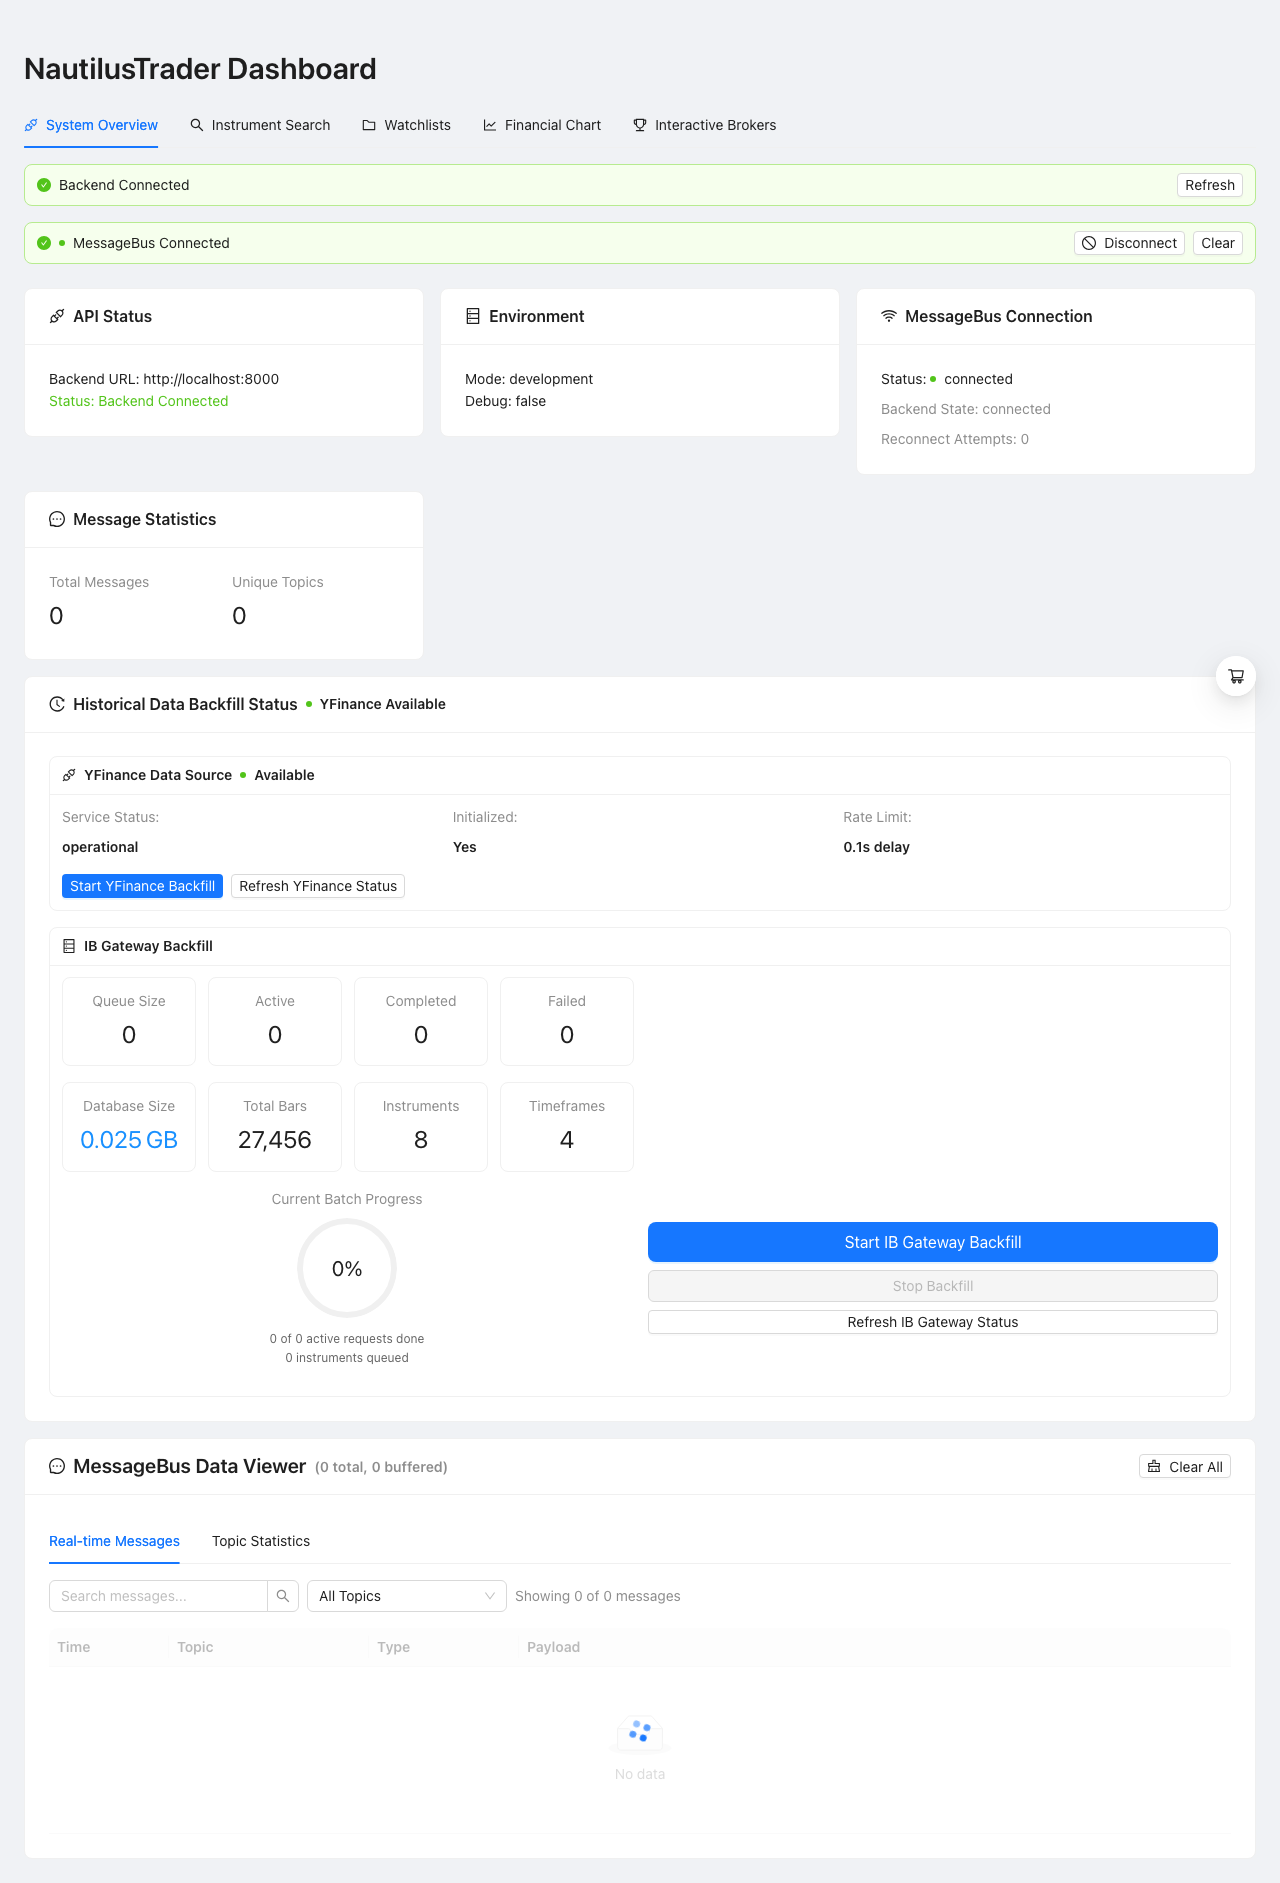 NautilusTrader Dashboard
System Overview
Instrument Search
Watchlists
Financial Chart
Interactive Brokers
Backend Connected
Refresh
MessageBus Connected
Disconnect
Clear
API Status
Backend URL: http://localhost:8000
Status: Backend Connected
Environment
Mode: development
Debug: false
MessageBus Connection
Status: connected
Backend State: connected
Reconnect Attempts: 0
Message Statistics
Total Messages
0
Unique Topics
0
Historical Data Backfill Status YFinance Available
YFinance Data Source Available
Service Status:
operational
Initialized:
Yes
Rate Limit:
0.1s delay
Start YFinance Backfill
Refresh YFinance Status
IB Gateway Backfill
Queue Size
0
Active
0
Completed
0
Failed
0
Database Size
0.025 GB
Total Bars
27,456
Instruments
8
Timeframes
4
Current Batch Progress
0%
0 of 0 active requests done
0 instruments queued
Start IB Gateway Backfill
Stop Backfill
Refresh IB Gateway Status
MessageBus Data Viewer (0 total, 0 buffered)
Clear All
Real-time Messages
Topic Statistics
Search messages...
All Topics
Showing 0 of 0 messages
Time
Topic
Type
Payload
No data